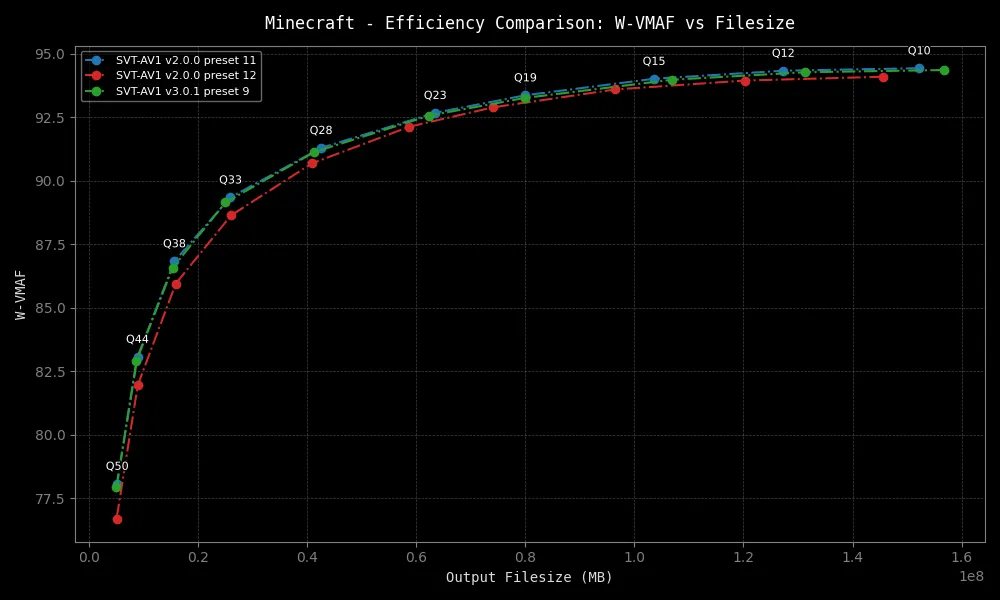 Minecraft - Efficiency Comparison: W-VMAF vs Filesize
SVT-AV1 v2.0.0 preset 11
SVT-AV1 v2.0.0 preset 12
SVT-AV1 v3.0.1 preset 9
95.0
92.5
90.0
87.5
85.0
82.5
80.0
77.5
W-VMAF
Q50
Q44
Q38
Q33
Q28
Q23
Q19
Q15
Q12
Q10
0.0 0.2 0.4 0.6 0.8 1.0 1.2 1.4 1.6
1e8
Output Filesize (MB)